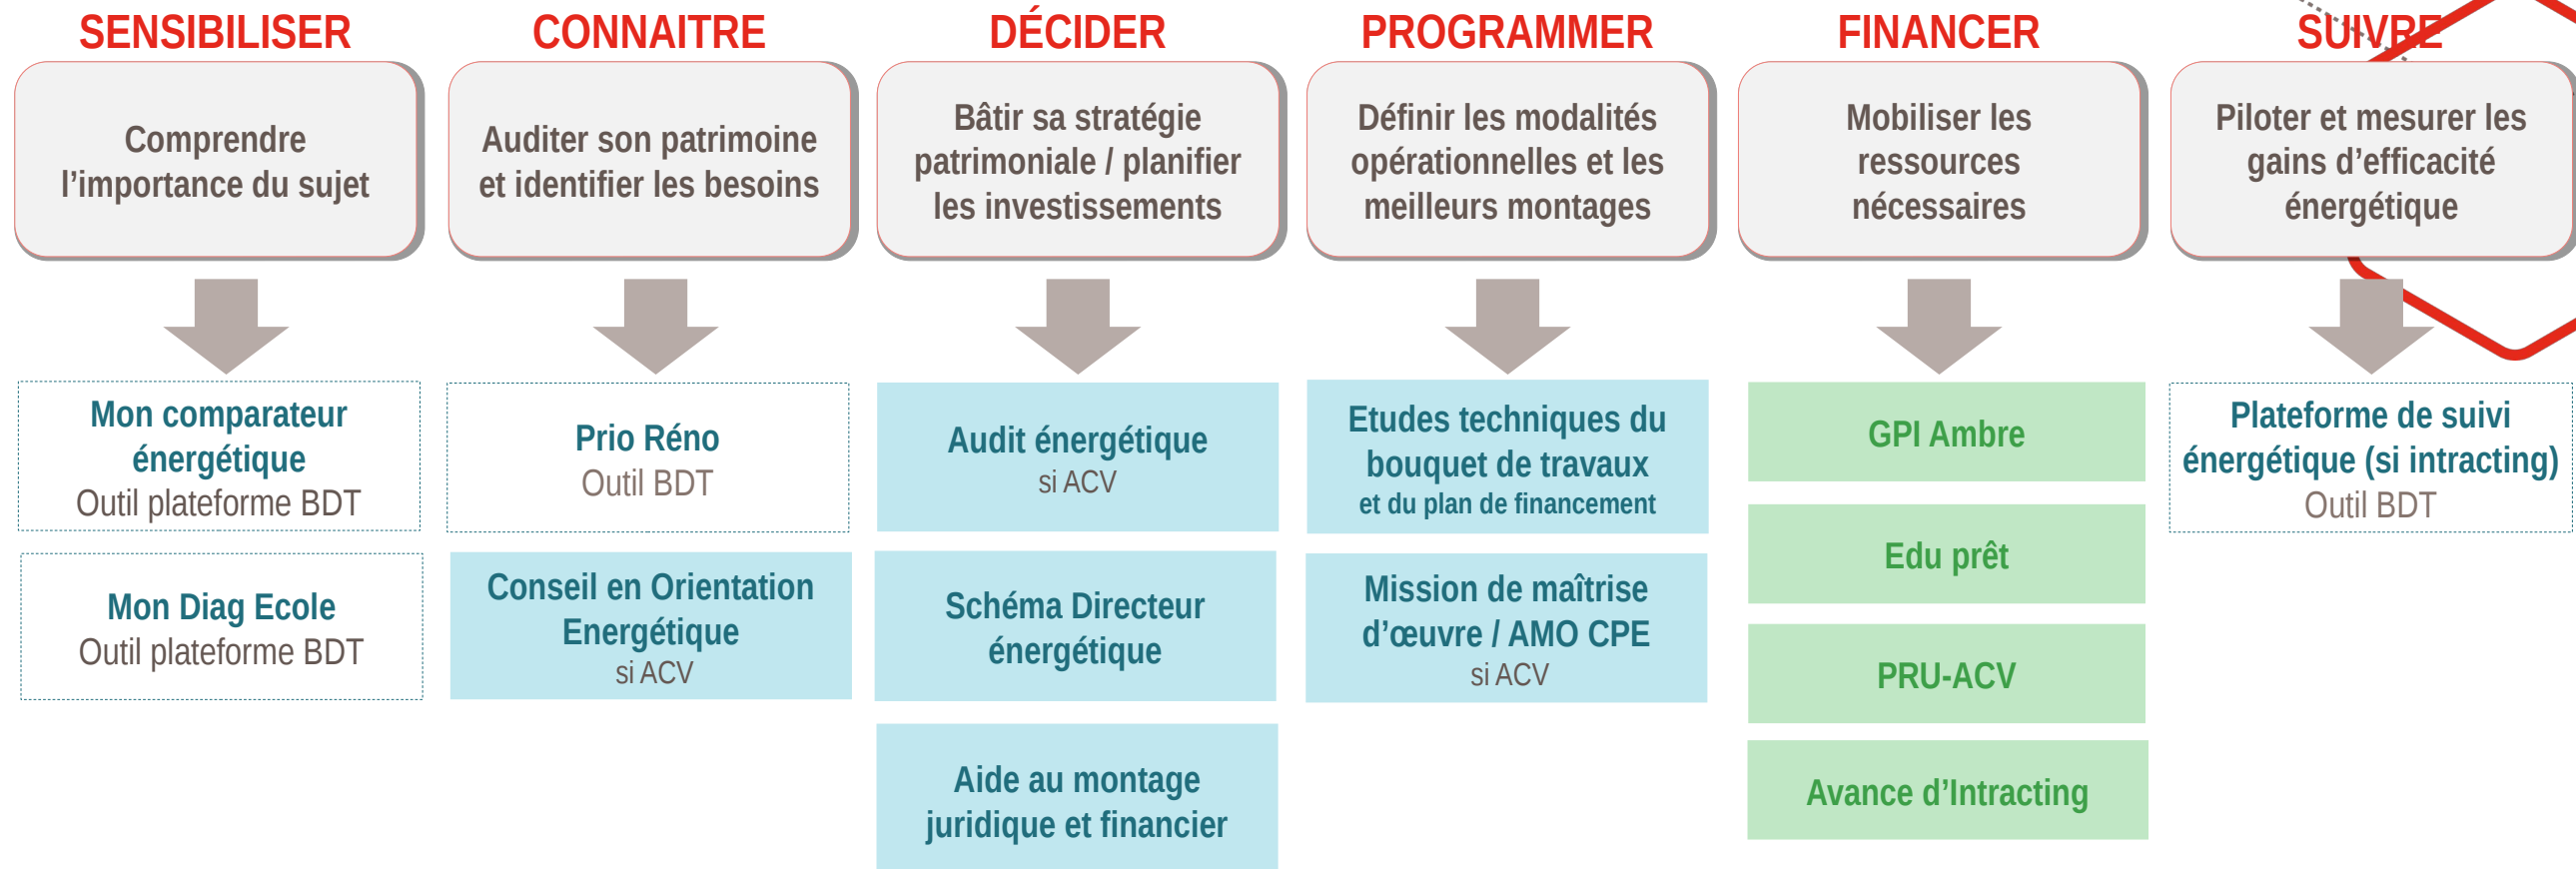 SENSIBILISER
Comprendre
l’importance du sujet
Mon comparateur
énergétique
Outil plateforme BDT
Mon Diag Ecole
Outil plateforme BDT
CONNAITRE
Auditer son patrimoine
et identifier les besoins
Prio Réno
Outil BDT
Conseil en Orientation
Energétique
si ACV
DÉCIDER
Bâtir sa stratégie
patrimoniale / planifier
les investissements
Audit énergétique
si ACV
Schéma Directeur
énergétique
Aide au montage
juridique et financier
PROGRAMMER
Définir les modalités
opérationnelles et les
meilleurs montages
Etudes techniques du
bouquet de travaux
et du plan de financement
Mission de maîtrise
d’œuvre / AMO CPE
si ACV
FINANCER
Mobiliser les
ressources
nécessaires
GPI Ambre
Edu prêt
PRU-ACV
Avance d’Intracting
SUIVRE
Piloter et mesurer les
gains d’efficacité
énergétique
Plateforme de suivi
énergétique (si intracting)
Outil BDT